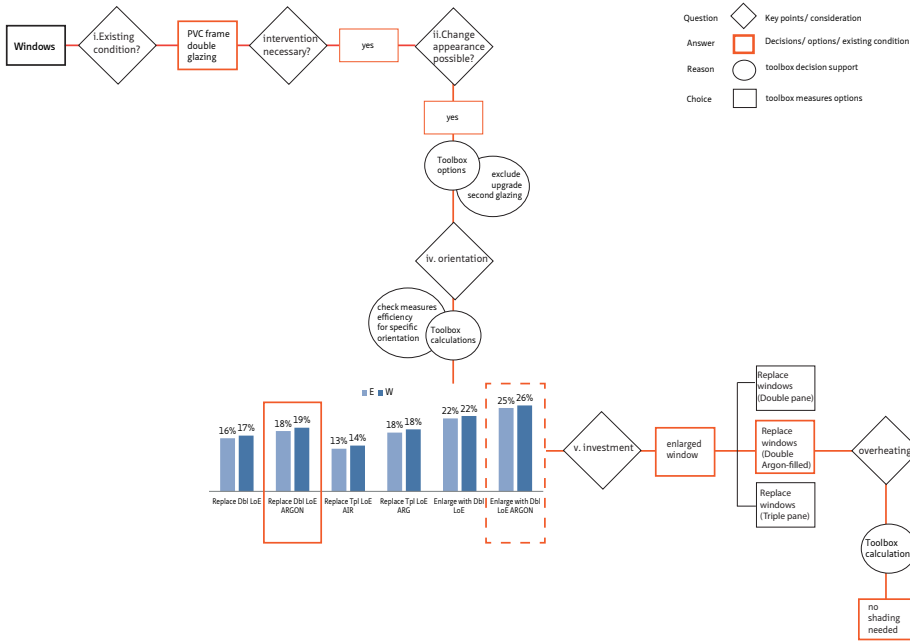 Windows
i.Existing
condition?
PVC frame
double
glazing
intervention
necessary?
yes
ii.Change
appearance
possible?
Question
Key points/ consideration
Answer
Decisions/ options/ existing condition
Reason
toolbox decision support
Choice
toolbox measures options
yes
Toolbox
options
exclude
upgrade
second glazing
iv. orientation
check measures
efficiency
for specific
orientation
Toolbox
calculations
E W
16% 17%
18% 19%
13% 14%
18% 18%
22% 22%
25% 26%
Replace Dbl LoE
Replace Dbl LoE
ARGON
Replace Tpl LoE
AIR
Replace Tpl LoE
ARG
Enlarge with Dbl
LoE
Enlarge with Dbl
LoE ARGON
v. investment
enlarged
window
Replace
windows
(Double pane)
Replace
windows
(Double
Argon-filled)
Replace
windows
(Triple pane)
overheating
Toolbox
calculation
no
shading
needed